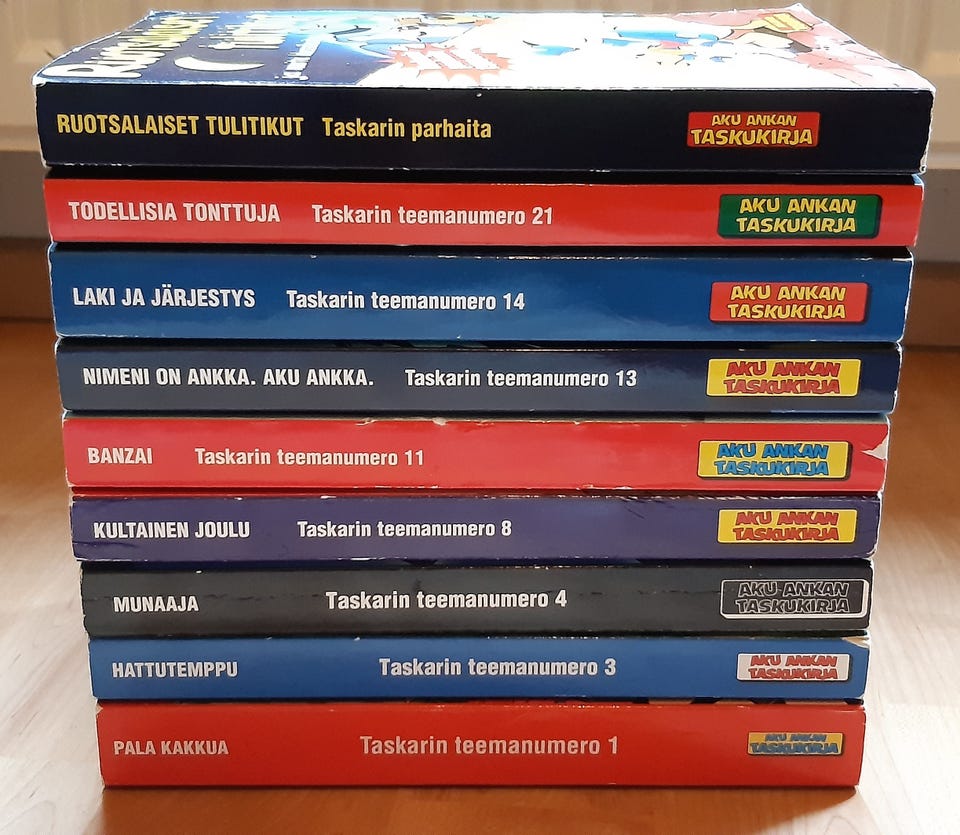 RUOTSALAISET TULITIKUT Taskarin parhaita AKU ANKAN
TASKUKIRJA
TODELLISIA TONTTUJA Taskarin teemanumero 21 AKU ANKAN
TASKUKIRJA
LAKI JA JÄRJESTYS Taskarin teemanumero 14 AKU ANKAN
TASKUKIRJA
NIMENI ON ANKKA. AKU ANKKA. Taskarin teemanumero 13 AKU ANKAN
TASKUKIRJA
BANZAI Taskarin teemanumero 11 AKU ANKAN
TASKUKIRJA
KULTAINEN JOULU Taskarin teemanumero 8 AKU ANKAN
TASKUKIRJA
MUNAAJA Taskarin teemanumero 4 AKU ANKAN
TASKUKIRJA
HATTUTEMPPU Taskarin teemanumero 3 AKU ANKAN
TASKUKIRJA
PALA KAKKUA Taskarin teemanumero 1 AKU ANKAN
TASKUKIRJA